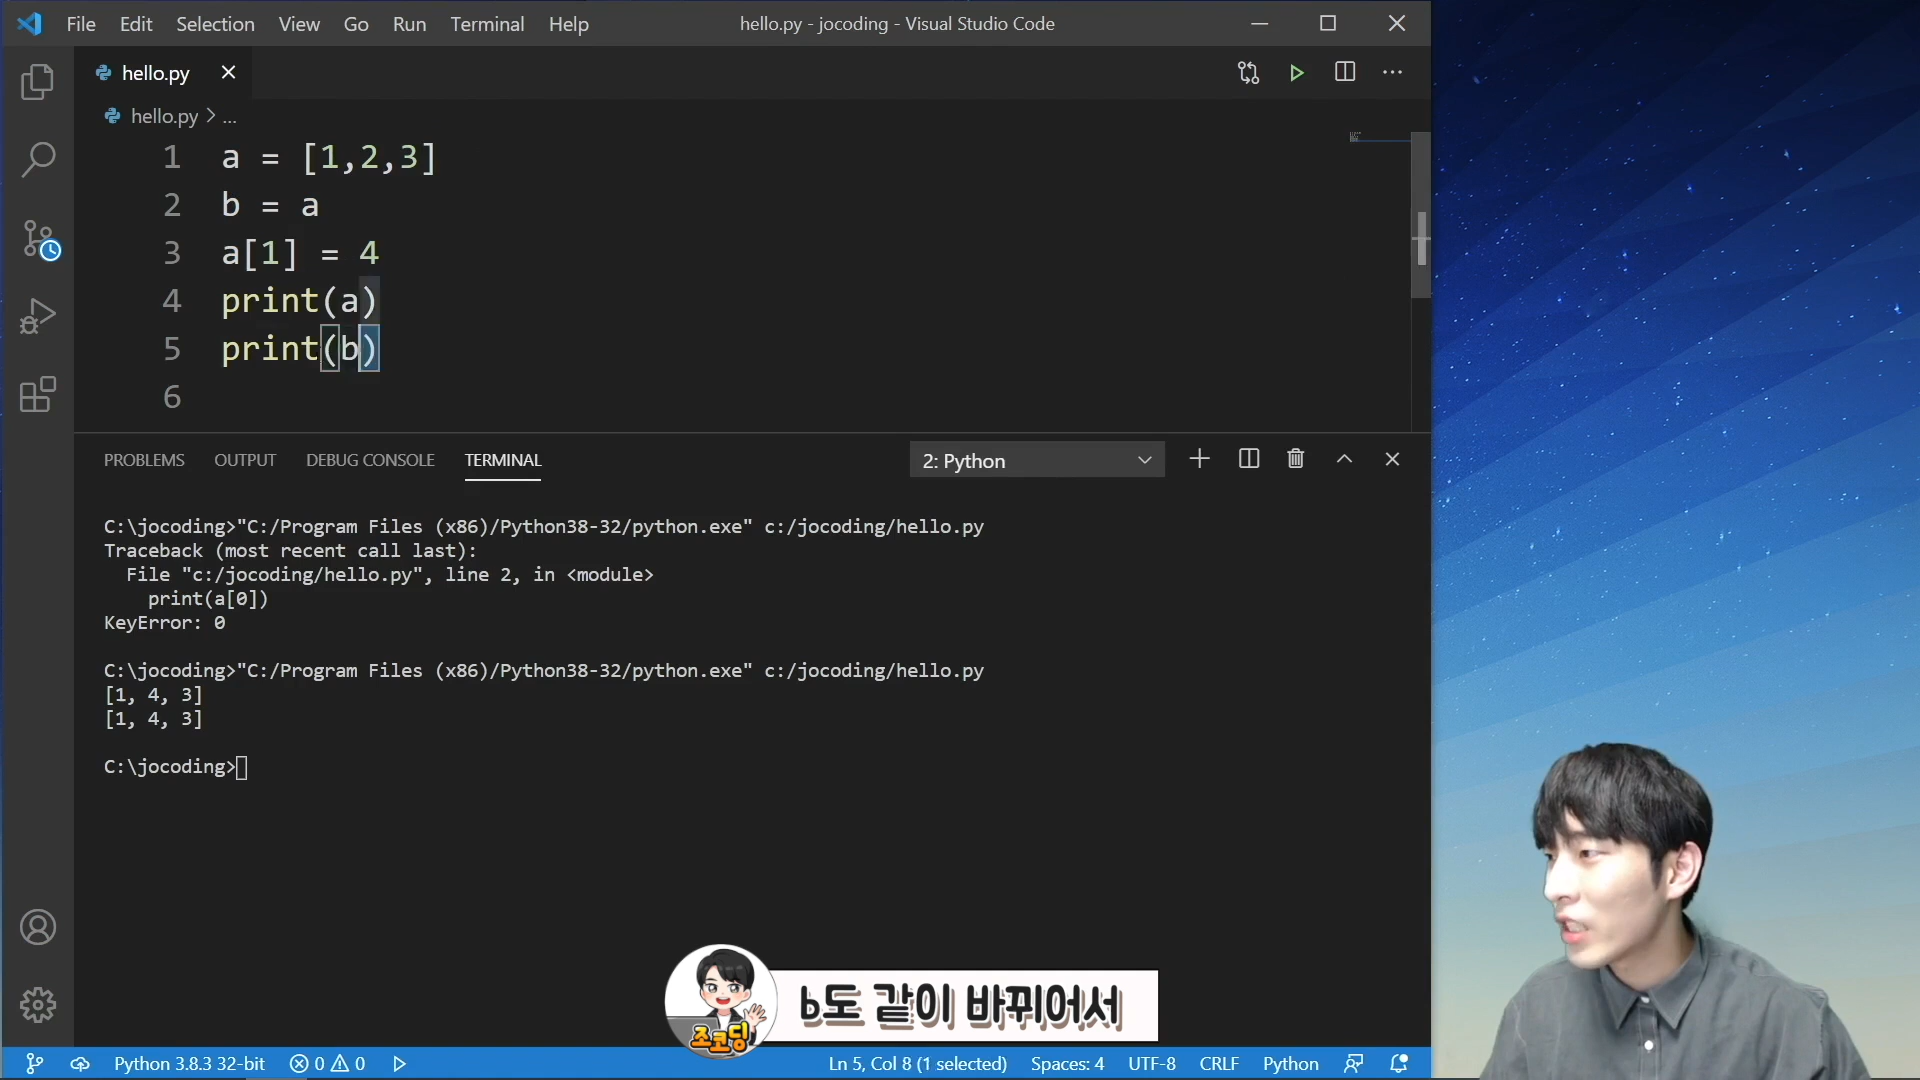 File Edit Selection View Go Run Terminal Help hello.py - jocoding - Visual Studio Code
hello.py
hello.py > ...
1 a = [1,2,3]
2 b = a
3 a[1] = 4
4 print(a)
5 print(b)
6
PROBLEMS OUTPUT DEBUG CONSOLE TERMINAL 2: Python
C:\jocoding>"C:/Program Files (x86)/Python38-32/python.exe" c:/jocoding/hello.py
Traceback (most recent call last):
  File "c:/jocoding/hello.py", line 2, in <module>
    print(a[0])
KeyError: 0
C:\jocoding>"C:/Program Files (x86)/Python38-32/python.exe" c:/jocoding/hello.py
[1, 4, 3]
[1, 4, 3]
C:\jocoding>
조코딩
b도 같이 바뀌어서
Python 3.8.3 32-bit 0 0 Ln 5, Col 8 (1 selected) Spaces: 4 UTF-8 CRLF Python